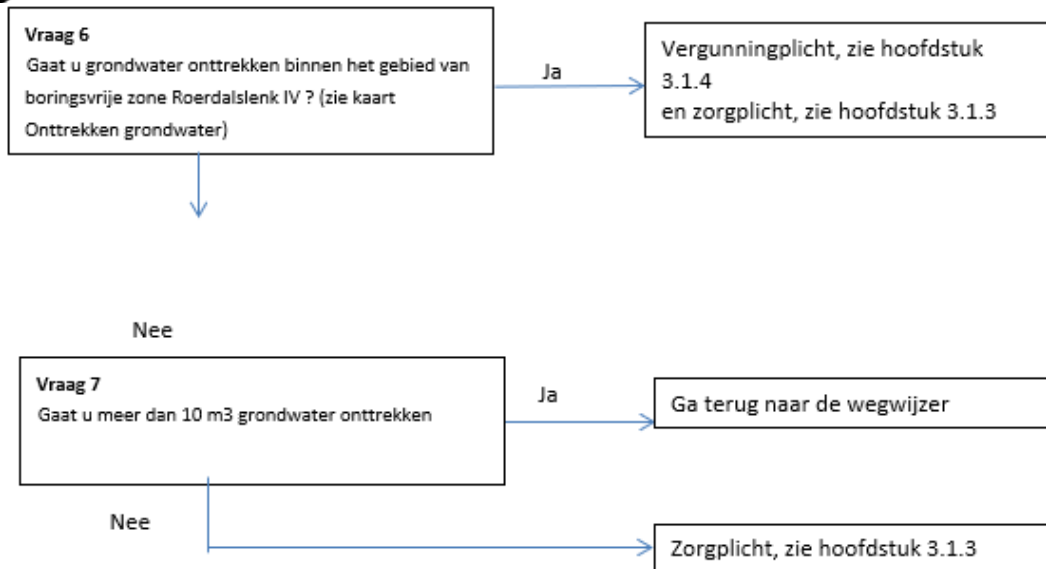 Vraag 6
Gaat u grondwater onttrekken binnen het gebied van
boringsvrije zone Roerdalslenk IV ? (zie kaart
Onttrekken grondwater)
Ja
Vergunningplicht, zie hoofdstuk
3.1.4
en zorgplicht, zie hoofdstuk 3.1.3
Nee
Vraag 7
Gaat u meer dan 10 m3 grondwater onttrekken
Ja
Ga terug naar de wegwijzer
Nee
Zorgplicht, zie hoofdstuk 3.1.3